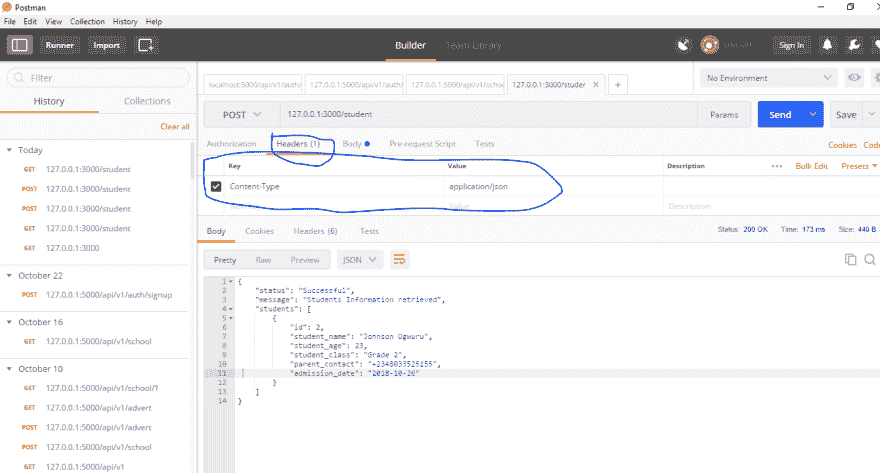 Postman
File Edit View Collection History Help
Runner Import Builder Team Library Sign In
Filter
History Collections
Clear all
Today
GET 127.0.0.1:3000/student
POST 127.0.0.1:3000/student
POST 127.0.0.1:3000/student
GET 127.0.0.1:3000/student
GET 127.0.0.1:3000
October 22
POST 127.0.0.1:5000/api/v1/auth/signup
October 16
GET 127.0.0.1:5000/api/v1/school
October 10
GET 127.0.0.1:5000/api/v1/school/1
GET 127.0.0.1:5000/api/v1/advert
POST 127.0.0.1:5000/api/v1/advert
POST 127.0.0.1:5000/api/v1/school
GET 127.0.0.1:5000/api/v1
localhost:5000/api/v1/auth/ 127.0.0.1:5000/api/v1/auth/ 127.0.0.1:5000/api/v1/schoo 127.0.0.1:3000/studer No Environment
POST 127.0.0.1:3000/student Params Send Save
Authorization Headers (1) Body Pre-request Script Tests Cookies Code
Key Value Description Bulk Edit Presets
Content-Type application/json
Value Description
Body Cookies Headers (6) Tests Status: 200 OK Time: 173 ms Size: 446 B
Pretty Raw Preview JSON
1 {
2 "status": "Successful",
3 "message": "Students Information retrieved",
4 "students": [
5 {
6 "id": 2,
7 "student_name": "Johnson Ogwuru",
8 "student_age": 23,
9 "student_class": "Grade 2",
10 "parent_contact": "+2348033525155",
11 "admission_date": "2018-10-26"
12 }
13 ]
14 }